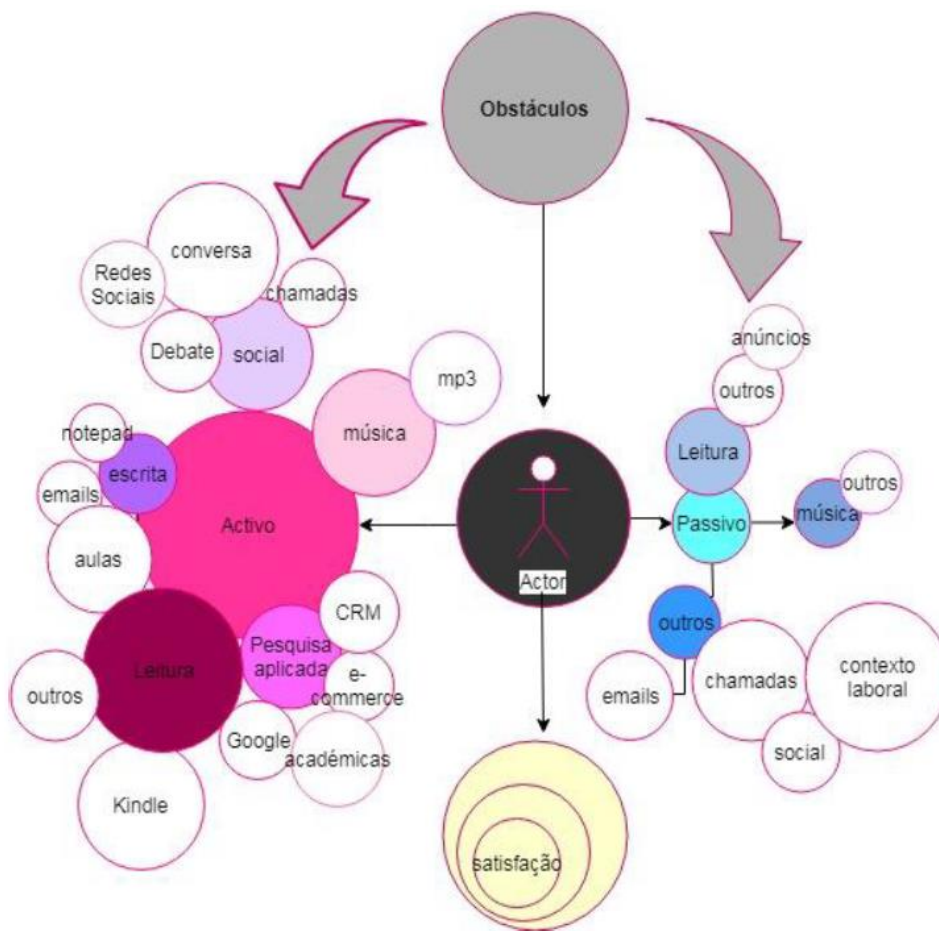 Obstáculos
conversa
Redes
Sociais
chamadas
Debate
social
anúncios
mp3
outros
música
notepad
Leitura
escrita
emails
outros
música
Activo
Passivo
aulas
Actor
CRM
Pesquisa
aplicada
outros
Leitura
e-
commerce
contexto
laboral
chamadas
emails
outros
Google
académicas
social
Kindle
satisfação